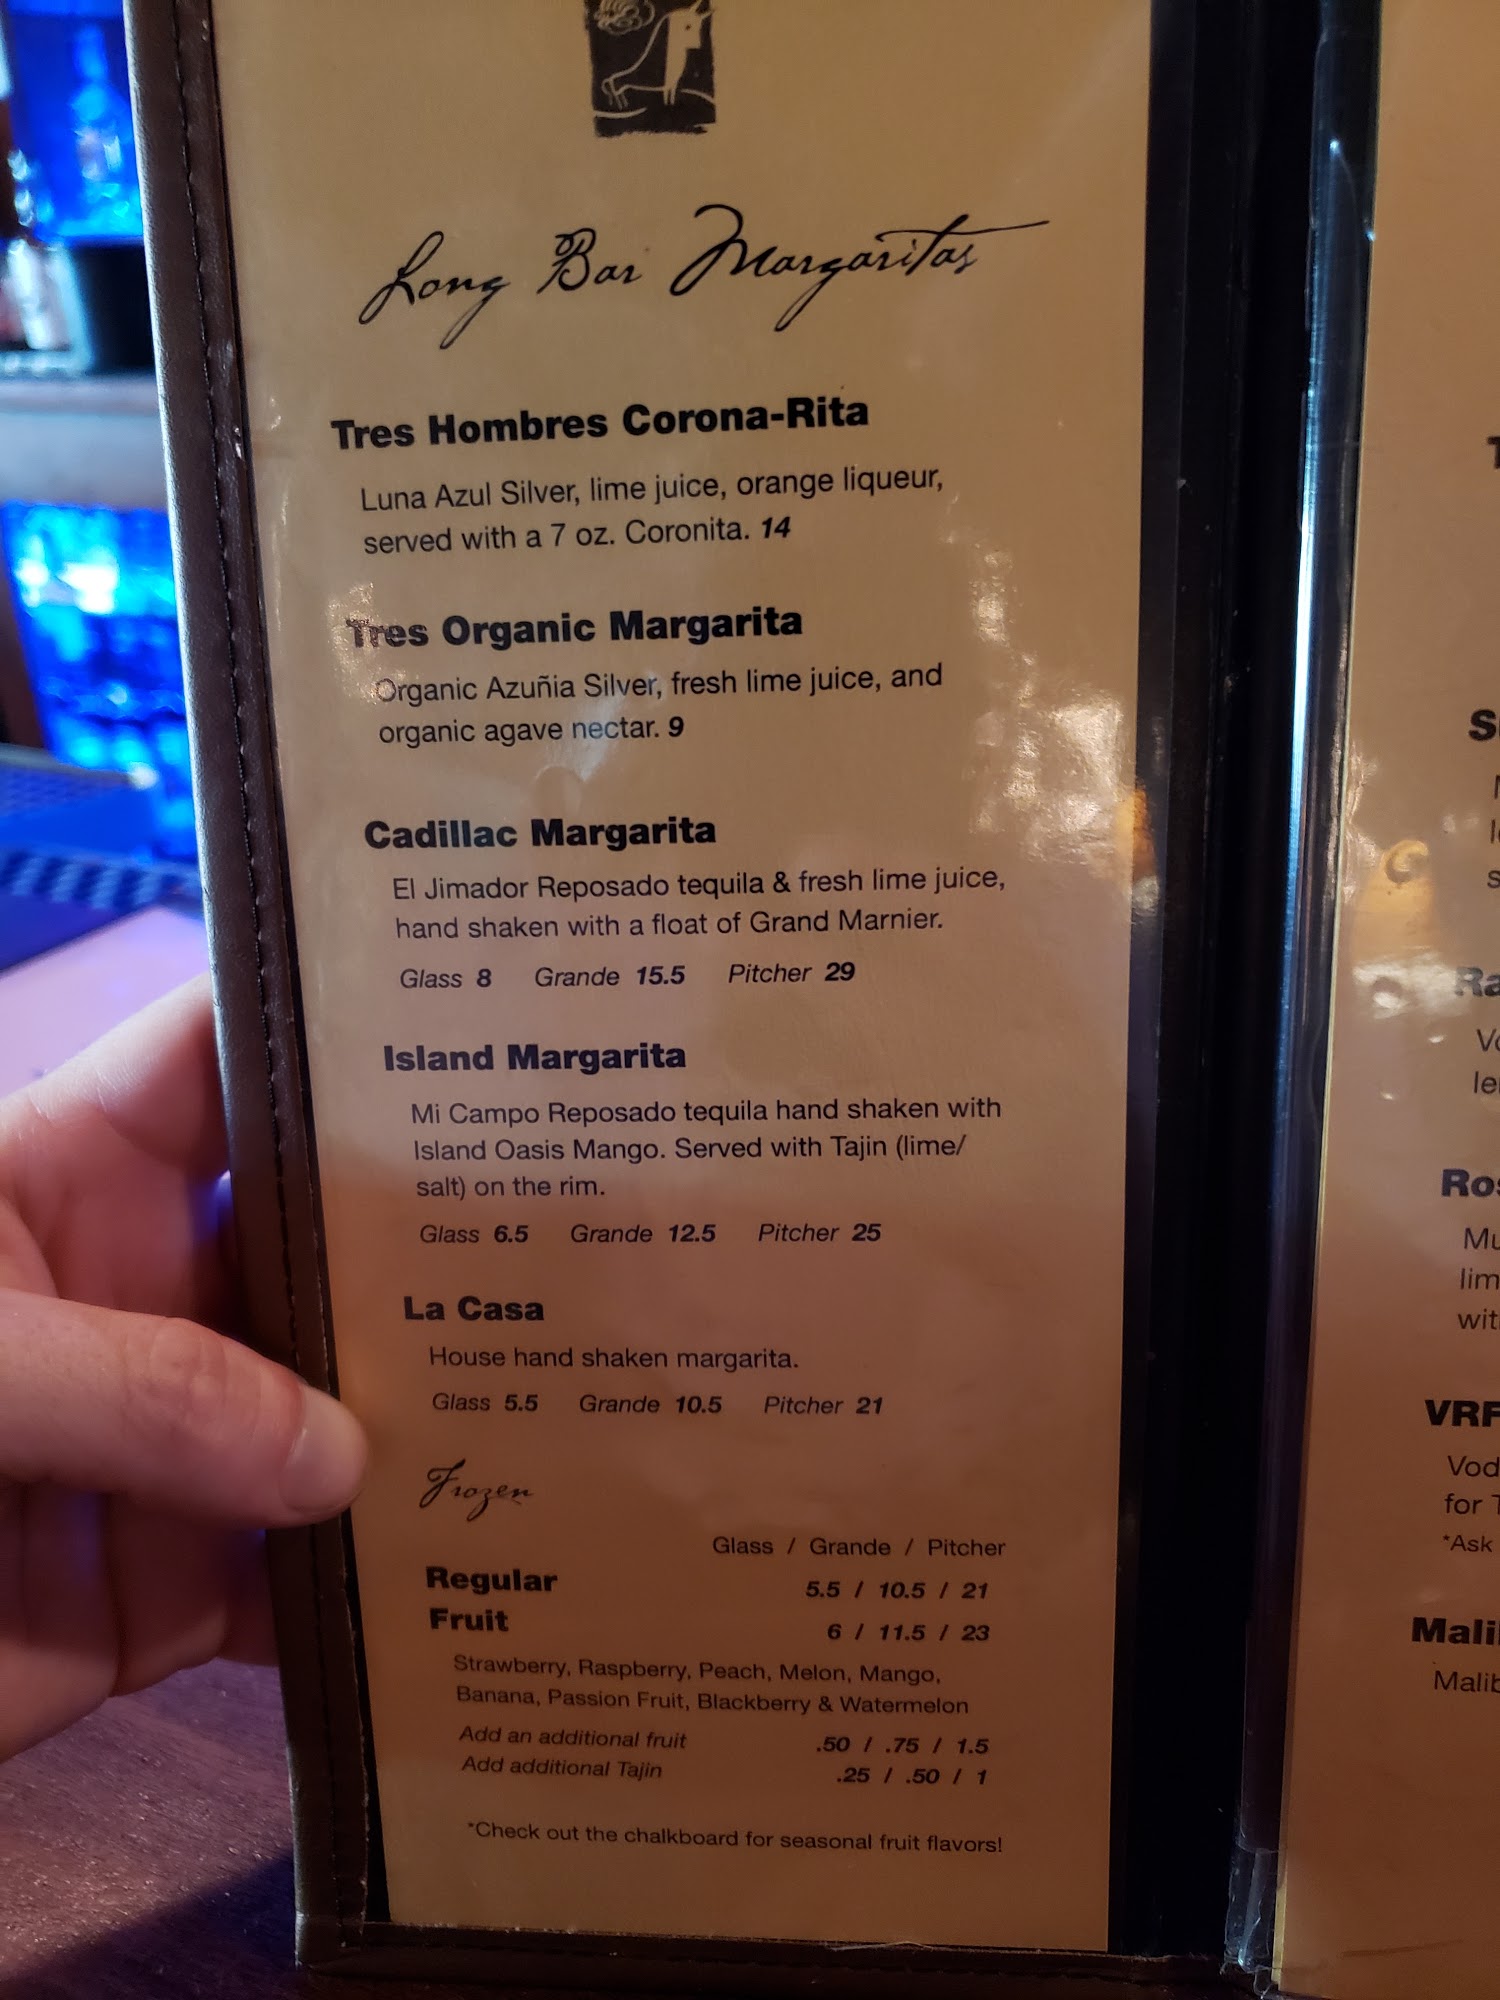 Long Bar Margaritas
Tres Hombres Corona-Rita
Luna Azul Silver, lime juice, orange liqueur,
served with a 7 oz. Coronita. 14
Tres Organic Margarita
Organic Azuñia Silver, fresh lime juice, and
organic agave nectar. 9
Cadillac Margarita
El Jimador Reposado tequila & fresh lime juice,
hand shaken with a float of Grand Marnier.
Glass 8 Grande 15.5 Pitcher 29
Island Margarita
Mi Campo Reposado tequila hand shaken with
Island Oasis Mango. Served with Tajin (lime/
salt) on the rim.
Glass 6.5 Grande 12.5 Pitcher 25
La Casa
House hand shaken margarita.
Glass 5.5 Grande 10.5 Pitcher 21
Frozen
Glass / Grande / Pitcher
Regular 5.5 / 10.5 / 21
Fruit 6 / 11.5 / 23
Strawberry, Raspberry, Peach, Melon, Mango,
Banana, Passion Fruit, Blackberry & Watermelon
Add an additional fruit .50 / .75 / 1.5
Add additional Tajin .25 / .50 / 1
*Check out the chalkboard for seasonal fruit flavors!
VRF
for
*Ask